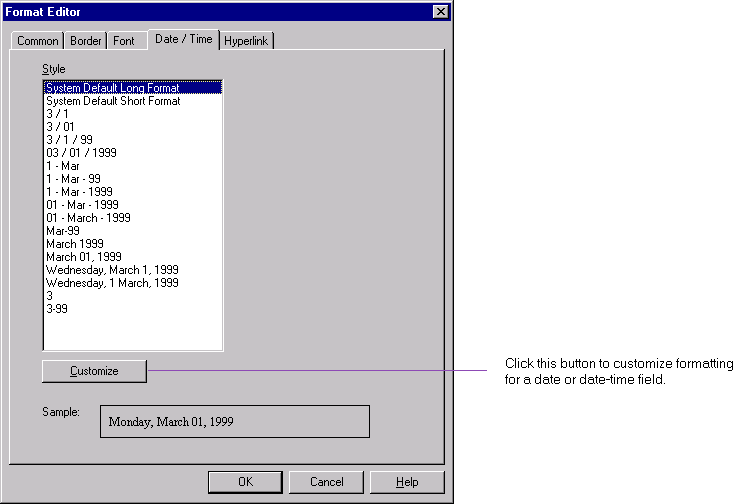 Format Editor
Common Border Font Date / Time Hyperlink
Style
System Default Long Format
System Default Short Format
3 / 1
3 / 01
3 / 1 / 99
03 / 01 / 1999
1 - Mar
1 - Mar - 99
1 - Mar - 1999
01 - Mar - 1999
01 - March - 1999
Mar-99
March 1999
March 01, 1999
Wednesday, March 1, 1999
Wednesday, 1 March, 1999
3
3-99
Customize
Click this button to customize formatting
for a date or date-time field.
Sample:
Monday, March 01, 1999
OK Cancel Help